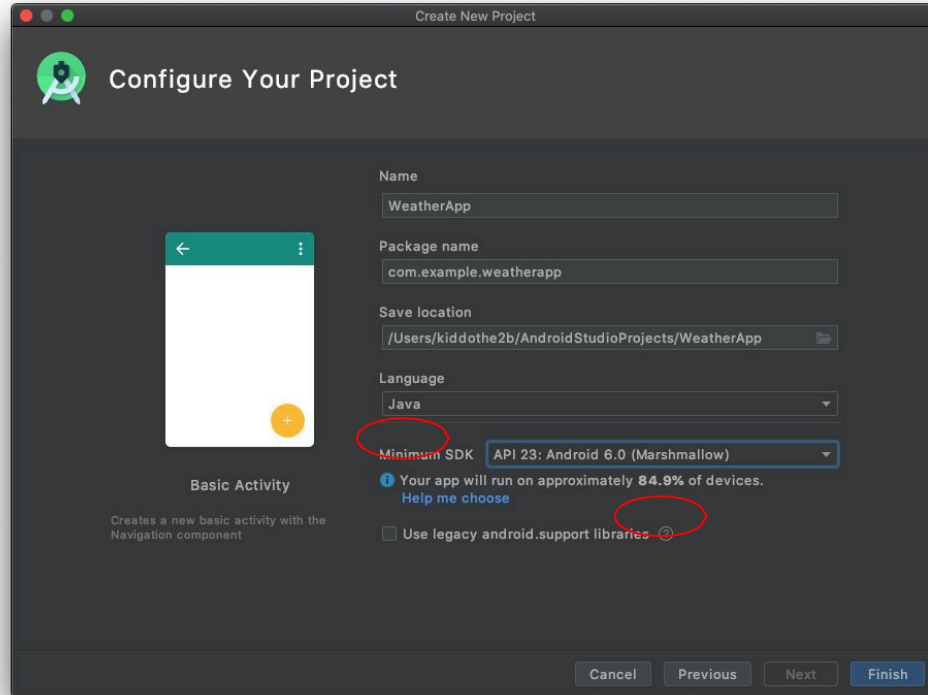 Create New Project
Configure Your Project
Name
WeatherApp
Package name
com.example.weatherapp
Save location
/Users/kiddothe2b/AndroidStudioProjects/WeatherApp
Language
Java
Minimum SDK API 23: Android 6.0 (Marshmallow)
Your app will run on approximately 84.9% of devices.
Help me choose
Use legacy android.support libraries ?
Basic Activity
Creates a new basic activity with the
Navigation component
Cancel Previous Next Finish